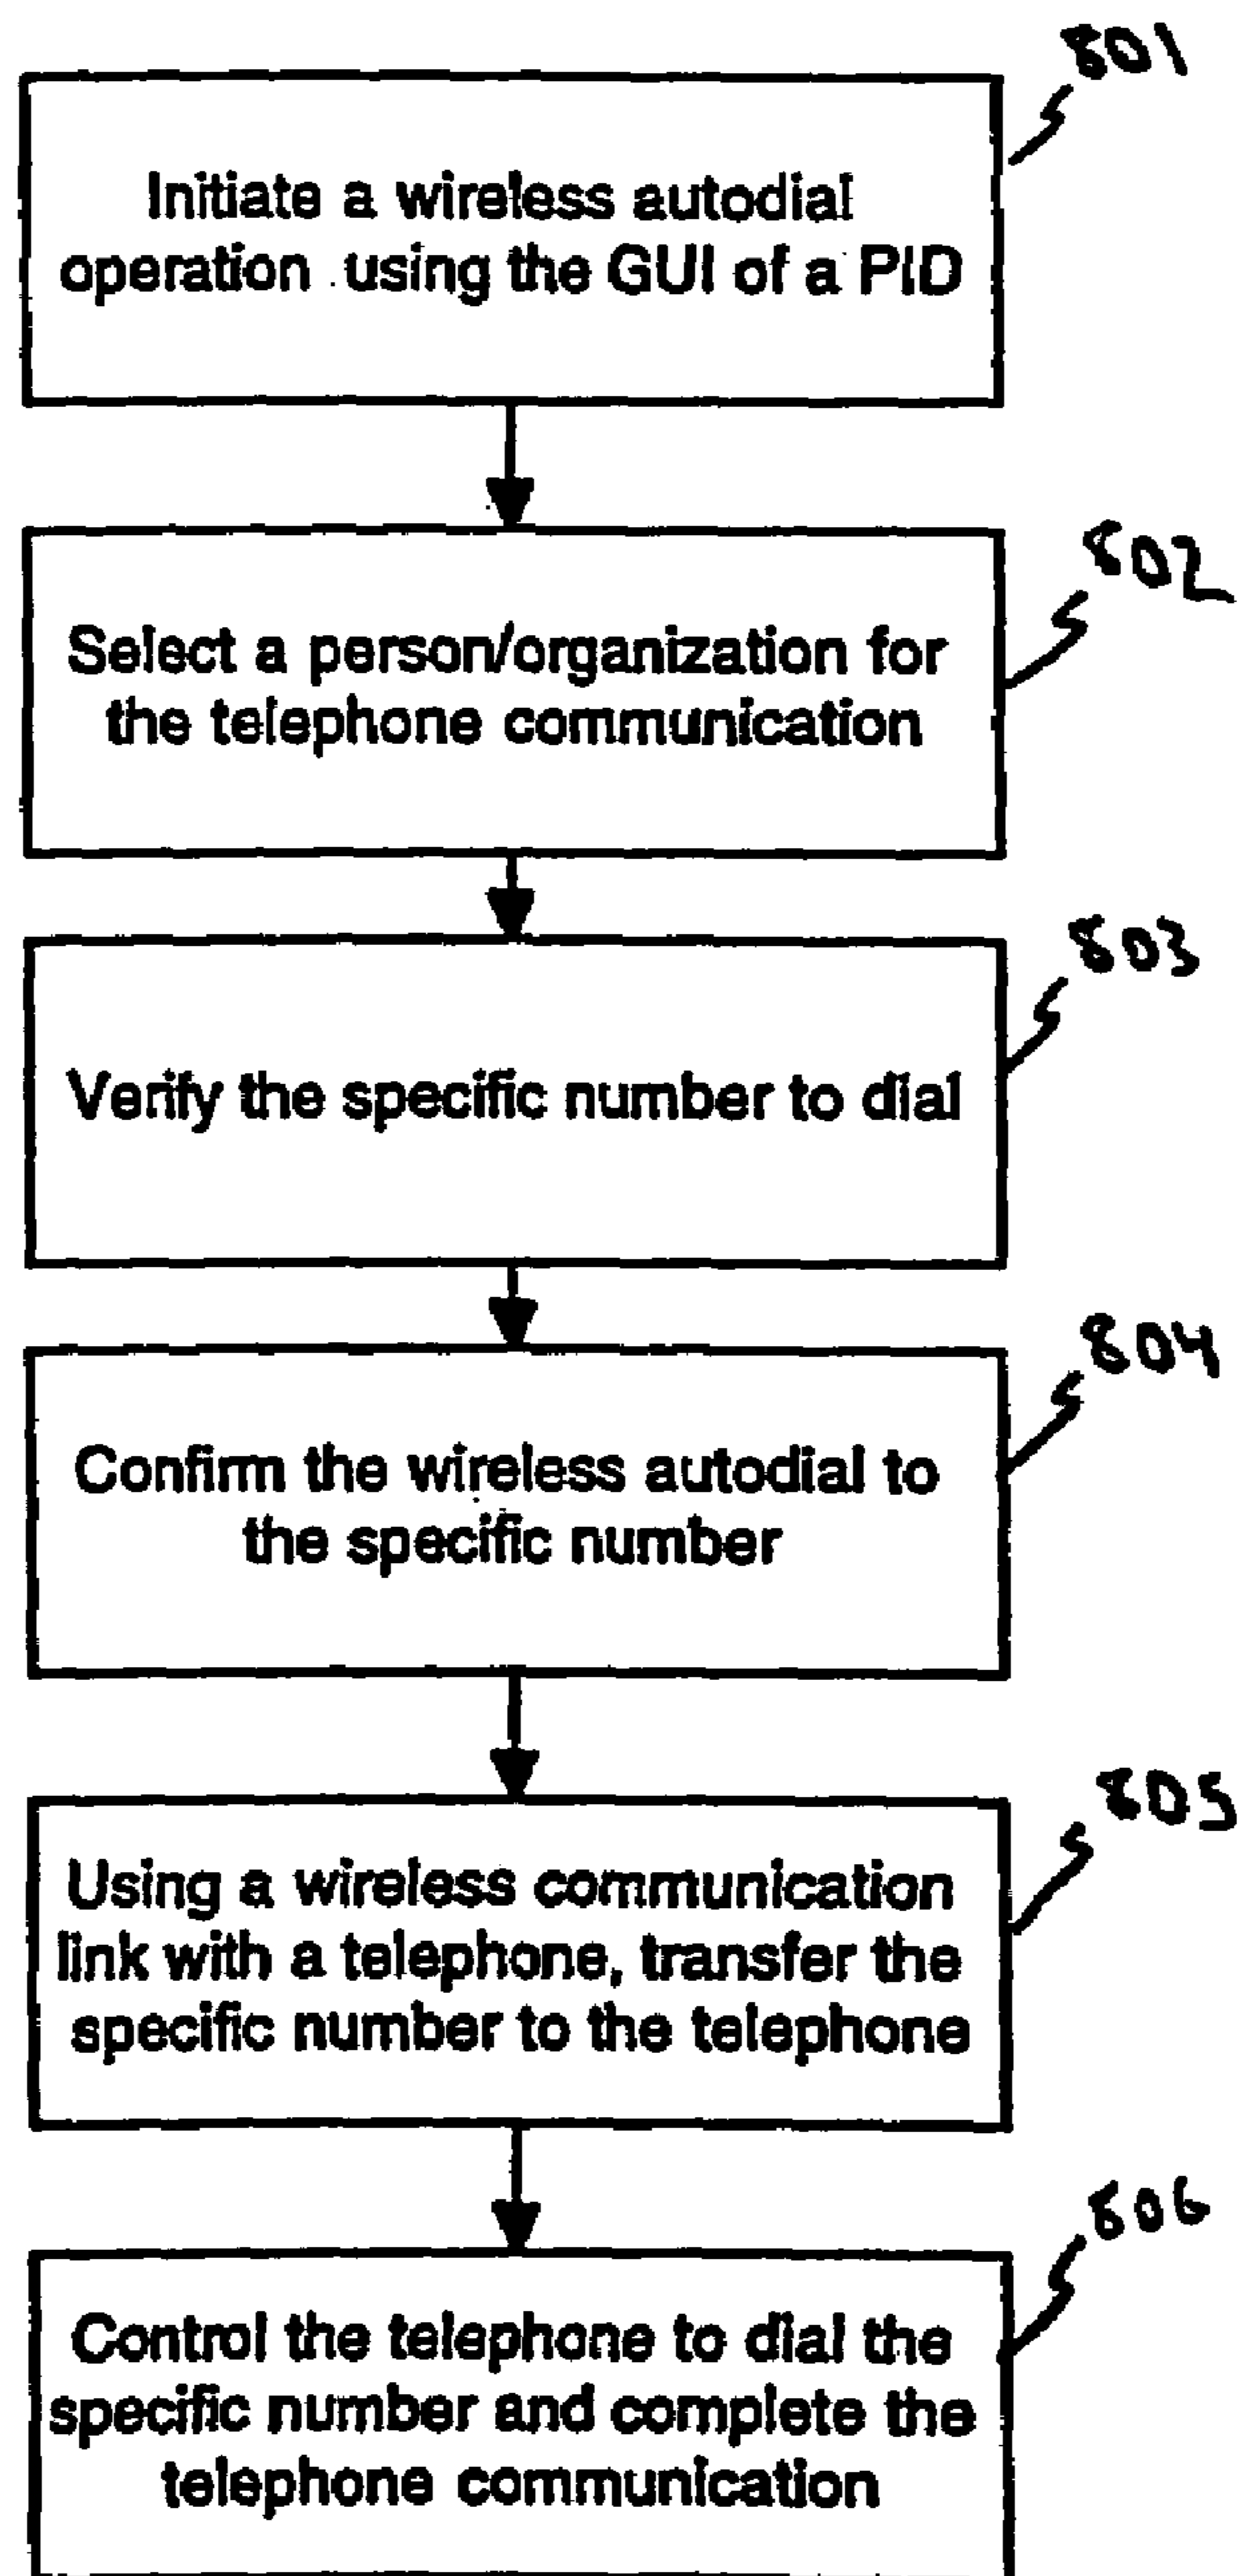 801
Initiate a wireless autodial
operation using the GUI of a PID
802
Select a person/organization for
the telephone communication
803
Verify the specific number to dial
804
Confirm the wireless autodial to
the specific number
805
Using a wireless communication
link with a telephone, transfer the
specific number to the telephone
806
Control the telephone to dial the
specific number and complete the
telephone communication